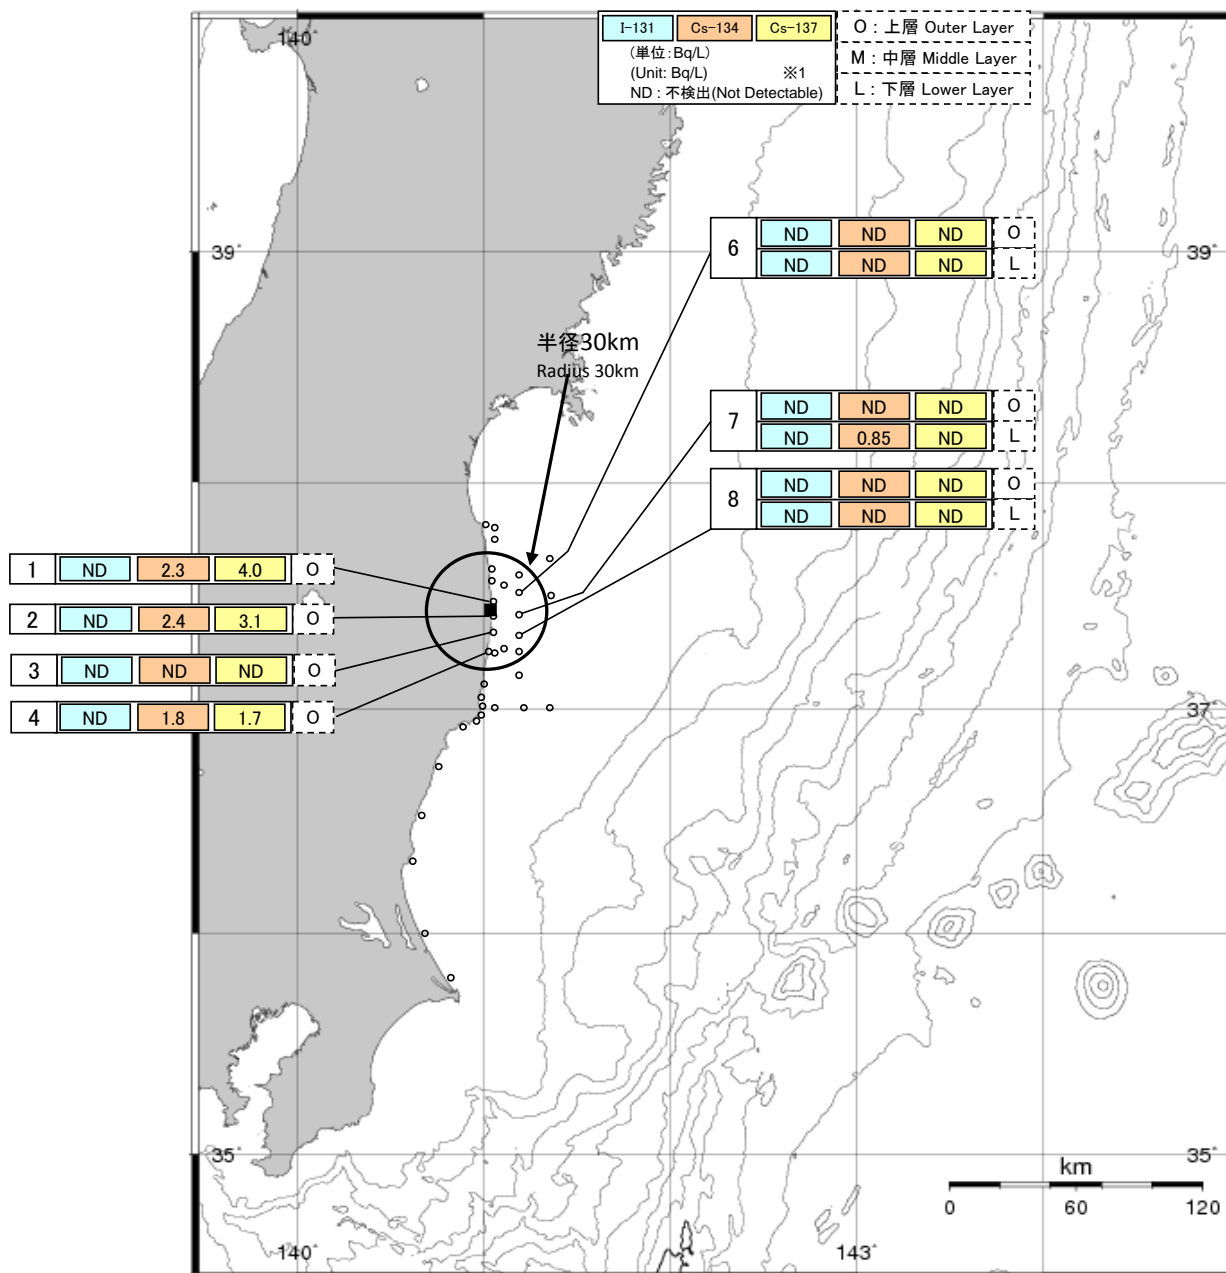 140°
I-131 Cs-134 Cs-137
(単位:Bq/L)
(Unit: Bq/L) ※1
ND : 不検出(Not Detectable)
O : 上層 Outer Layer
M : 中層 Middle Layer
L : 下層 Lower Layer
39°
39°
6
ND ND ND O
ND ND ND L
半径30km
Radius 30km
7
ND ND ND O
ND 0.85 ND L
8
ND ND ND O
ND ND ND L
1 ND 2.3 4.0 O
2 ND 2.4 3.1 O
3 ND ND ND O
4 ND 1.8 1.7 O
37°
35°
35°
km
0 60 120
140°
143°